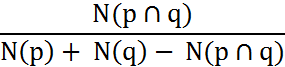 N(p ∩ q)
N(p) + N(q) − N(p ∩ q)